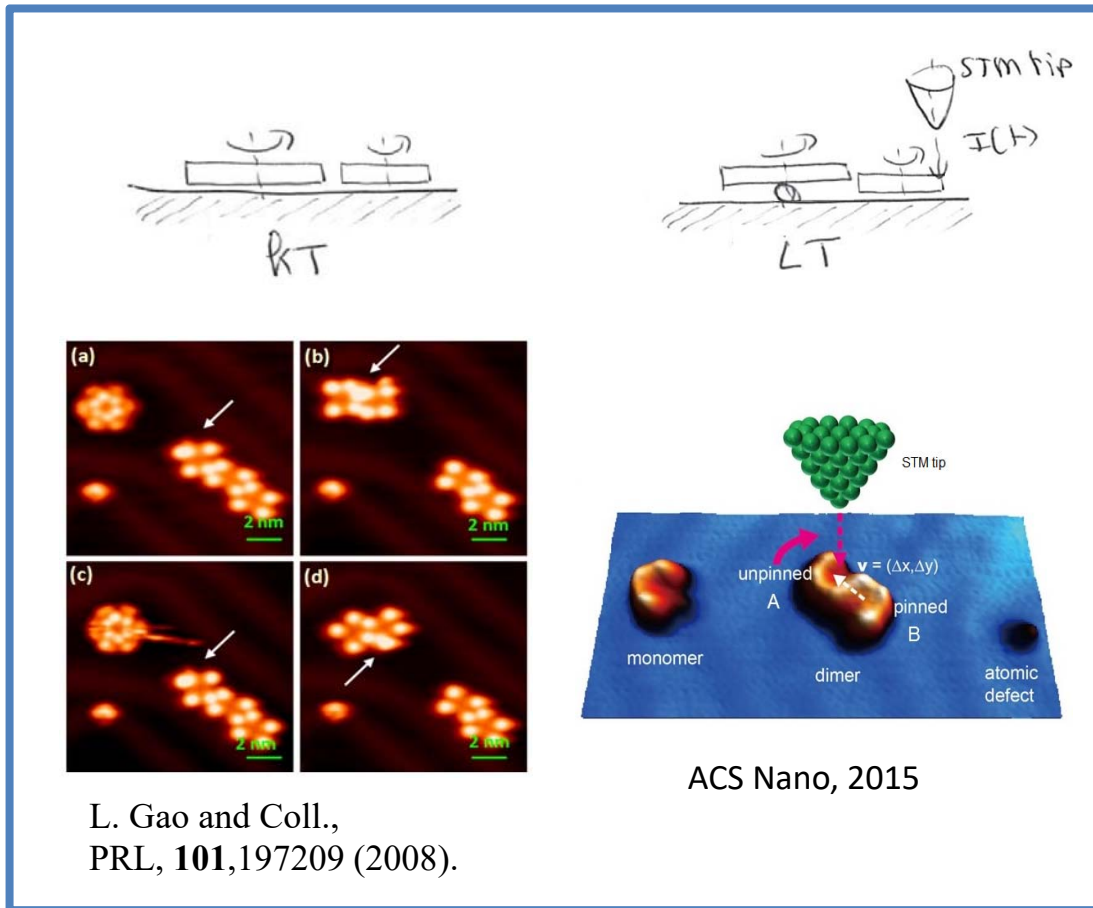 STM tip
I(t)
RT
LT
(a)
2 nm
(b)
2 nm
(c)
2 nm
(d)
2 nm
STM tip
unpinned
A
v = (Δx,Δy)
pinned
B
monomer
dimer
atomic
defect
ACS Nano, 2015
L. Gao and Coll.,
PRL, 101,197209 (2008).